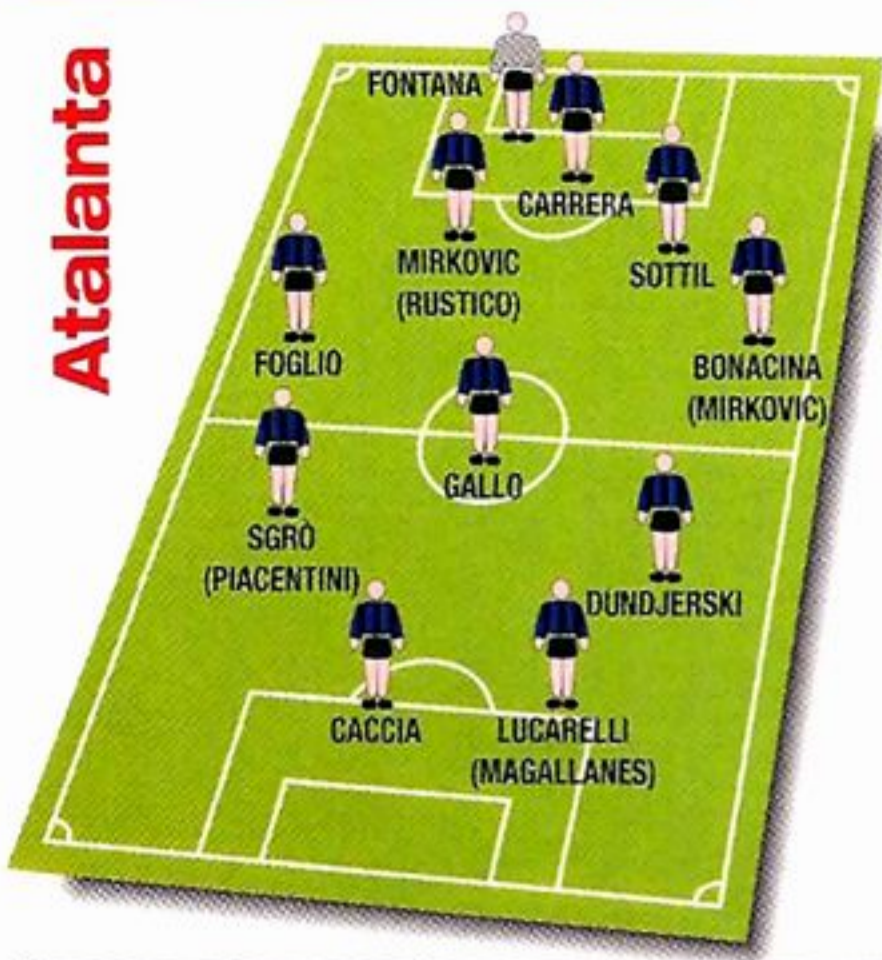 Atalanta
FONTANA
CARRERA
MIRKOVIC
(RUSTICO)
SOTTIL
FOGLIO
BONACINA
(MIRKOVIC)
GALLO
SGRÒ
(PIACENTINI)
DUNDJERSKI
CACCIA
LUCARELLI
(MAGALLANES)